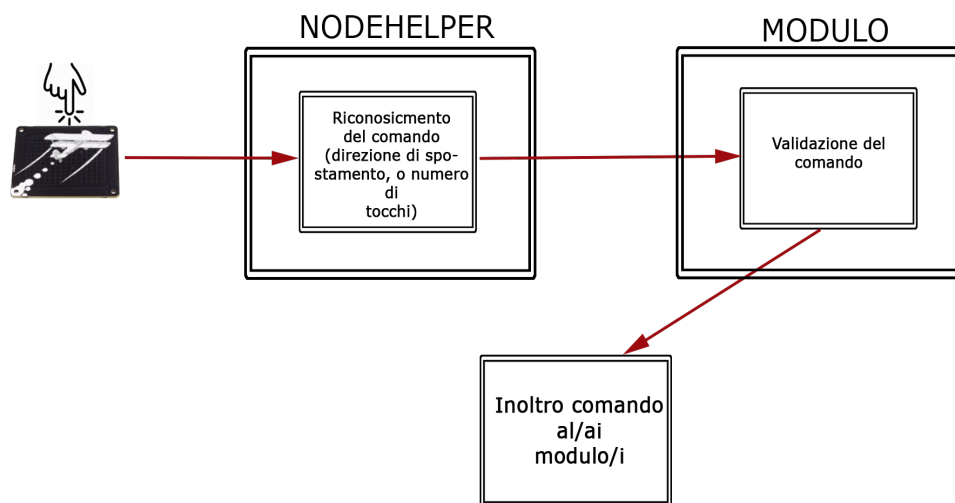 NODEHELPER
Riconosicmento
del comando
(direzione di spo-
stamento, o numero
di
tocchi)
MODULO
Validazione del
comando
Inoltro comando
al/ai
modulo/i